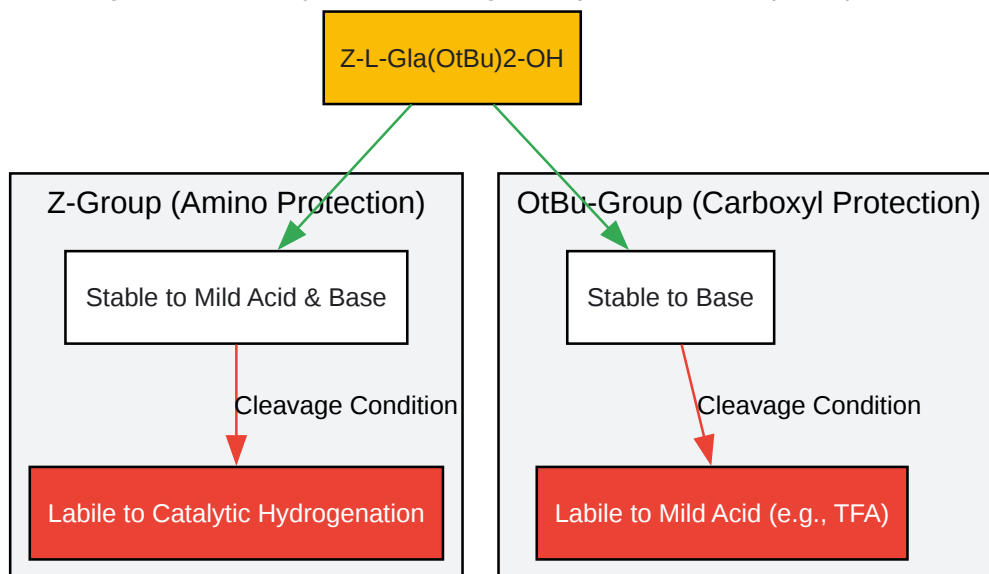 Z-L-Gla(OtBu)2-OH
Z-Group (Amino Protection)
OtBu-Group (Carboxyl Protection)
Stable to Mild Acid & Base
Stable to Base
Cleavage Condition
Cleavage Condition
Labile to Catalytic Hydrogenation
Labile to Mild Acid (e.g., TFA)